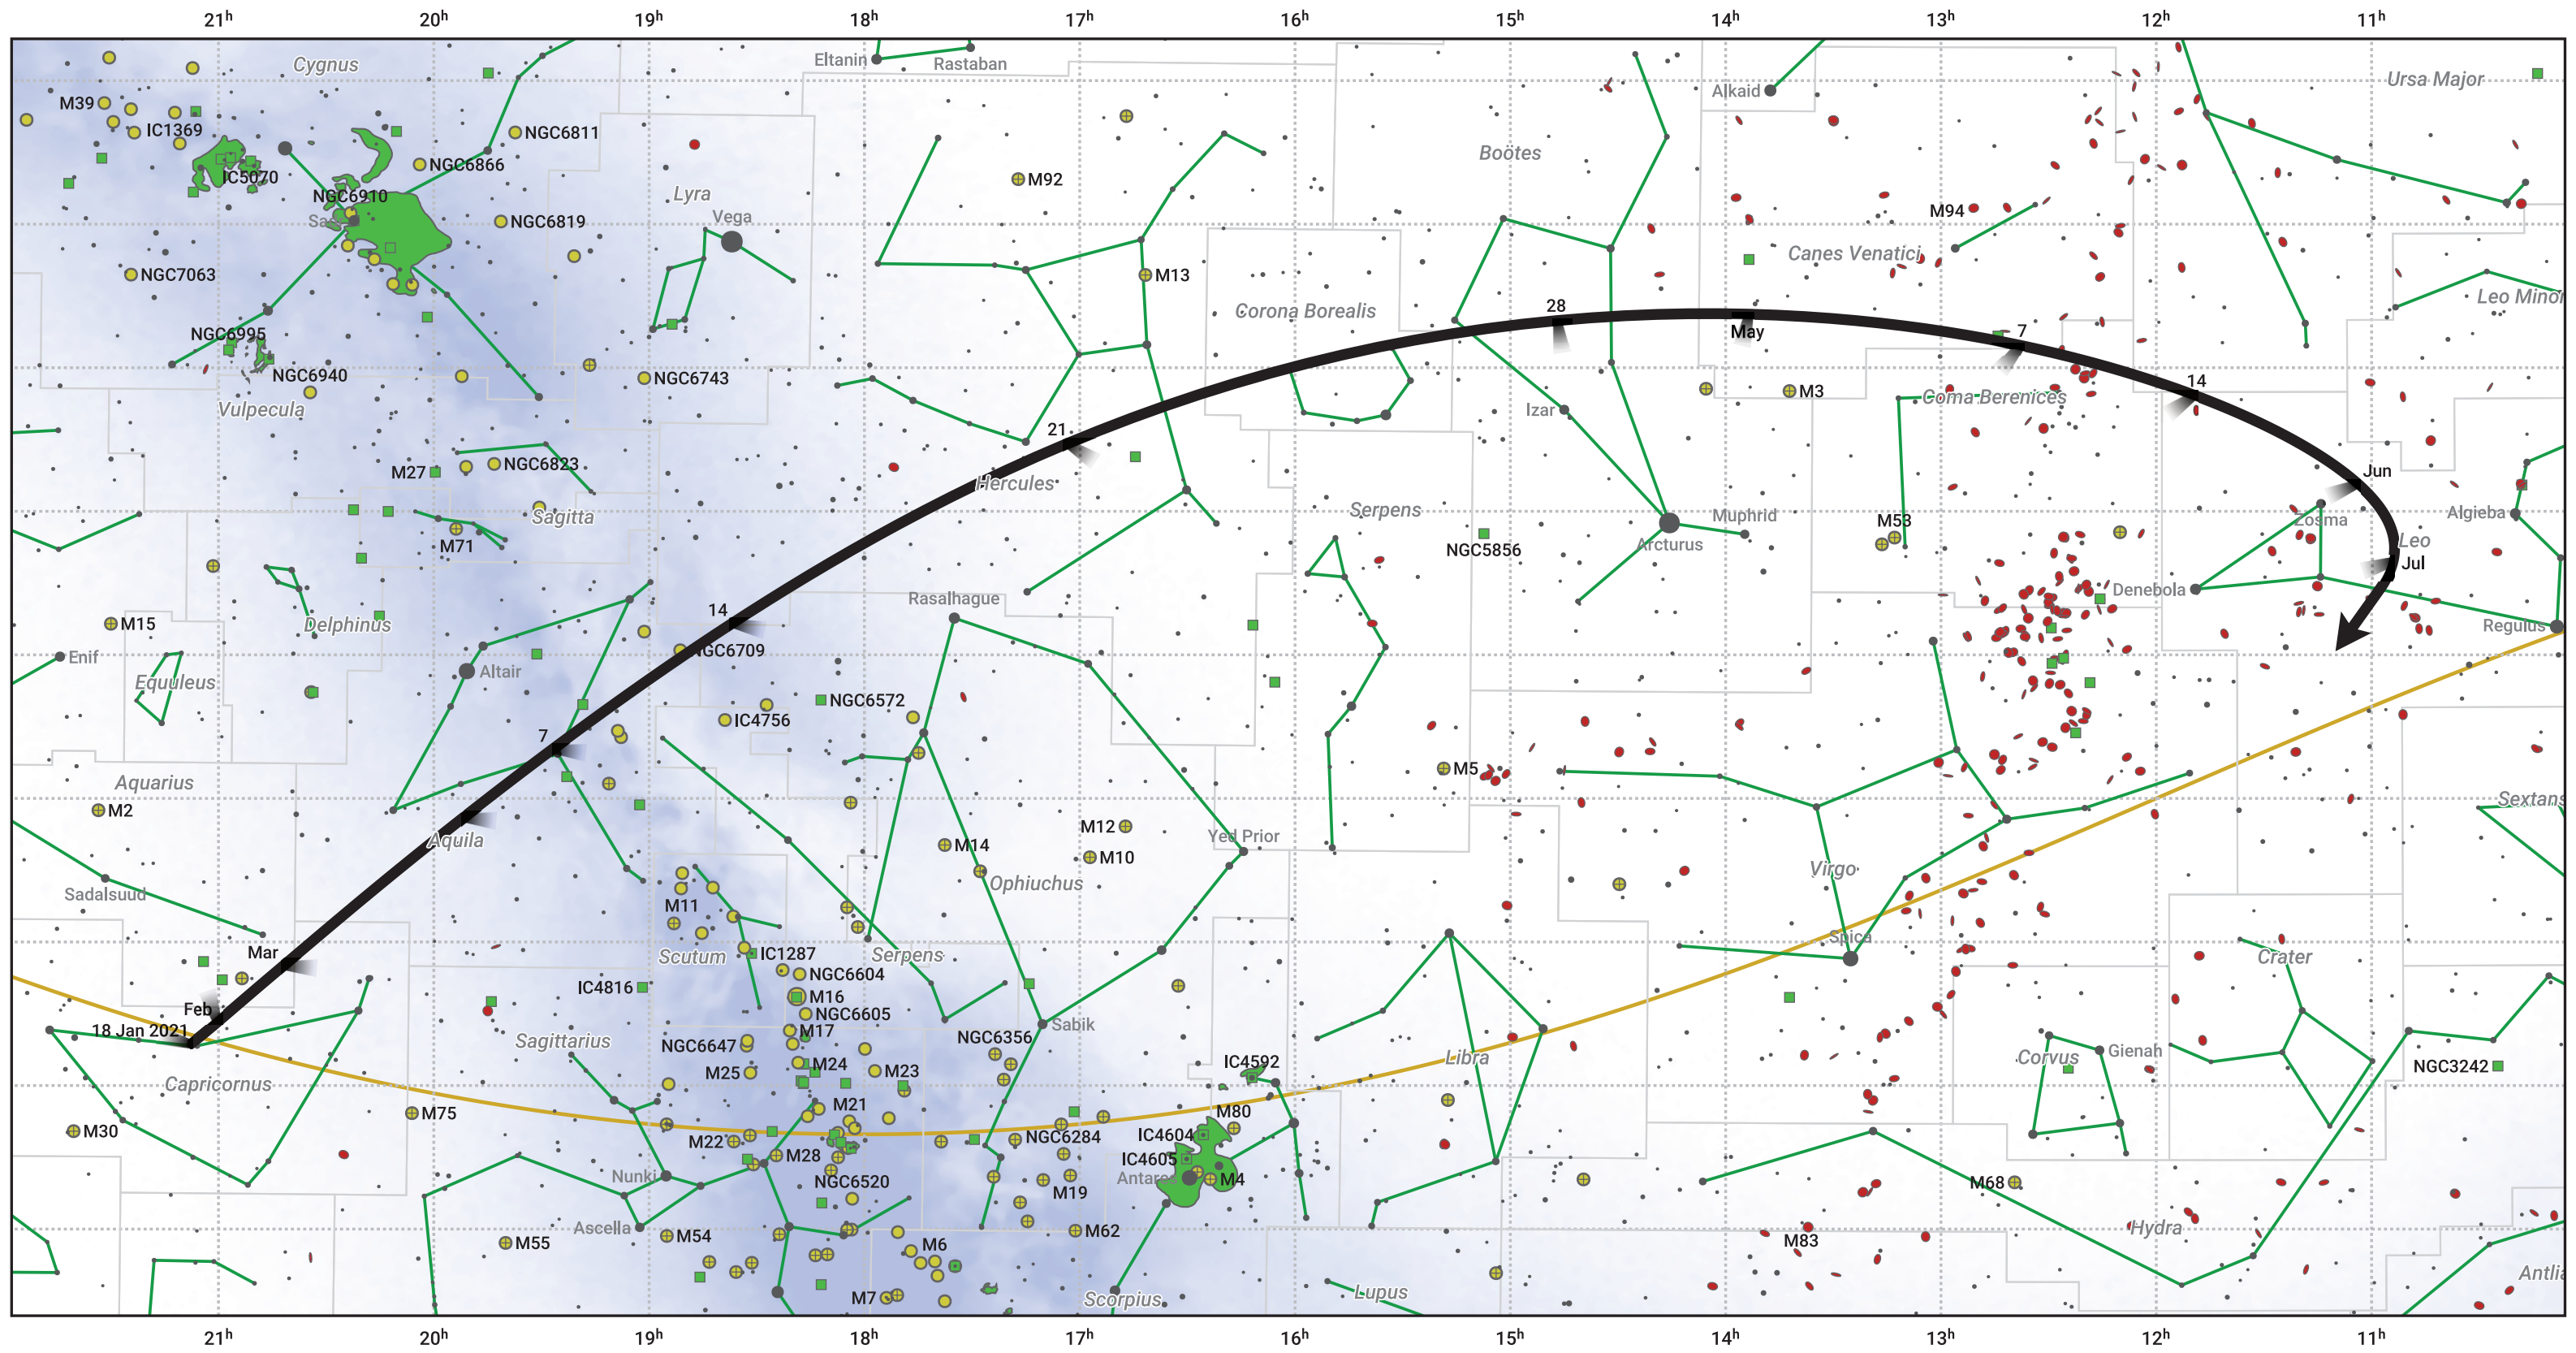 21h 20h 19h 18h 17h 16h 15h 14h 13h 12h 11h
Eltanin
Rastaban
Cygnus
Ursa Major
Alkaid
M39
IC1369
NGC6811
Boötes
NGC6866
IC5070
M92
NGC6910
Lyra
Vega
NGC6819
M94
Canes Venatici
NGC7063
M13
Leo Minor
Corona Borealis
28
May
7
NGC6995
NGC6940
NGC6743
14
M3
Coma Berenices
Vulpecula
Izar
21
M27
NGC6823
Hercules
Jun
Sagitta
Serpens
Muphrid
M53
Zosma
Algieba
M71
NGC5856
Arcturus
Leo
Jul
Denebola
Rasalhague
14
M15
Delphinus
Regulus
NGC6709
Enif
Altair
Equuleus
NGC6572
IC4756
7
M5
Aquarius
M2
Sextans
Aquila
M12
Yed Prior
M14
M10
Virgo
Sadalsuud
Ophiuchus
M11
Spica
Mar
Scutum
IC1287
Serpens
Crater
NGC6604
IC4816
M16
Feb
NGC6605
18 Jan 2021
M17
Sabik
Sagittarius
NGC6647
NGC6356
Libra
Corvus
Gienah
M24
IC4592
NGC3242
Capricornus
M25
M23
M75
M21
M80
M30
M22
NGC6284
IC4604
M28
IC4605
Nunki
NGC6520
Antares
M4
M19
M68
Ascella
M54
M62
Hydra
M55
M6
M83
Antlia
M7
Scorpius
Lupus
21h 20h 19h 18h 17h 16h 15h 14h 13h 12h 11h